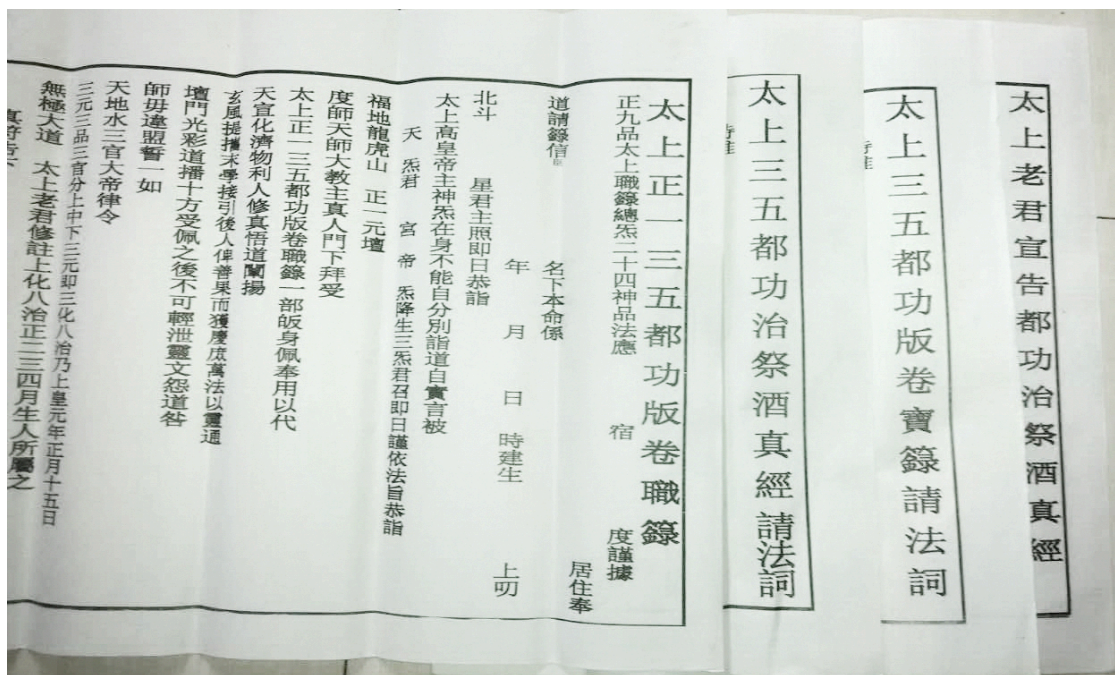 太上老君宣告都功治祭酒真經
太上三五都功版卷寶籙請法詞
太上三五都功治祭酒真經請法詞
太上正一三五都功版卷職籙
正九品太上職籙總炁二十四神品法應 宿 度謹據
居住奉
道請籙信 名下本命係
年 月 日 時建生 上叨
北斗 星君主照即日恭詣
太上高皇帝主神炁在身不能自分別詣道自實言被
天 炁君 宮 帝 炁降生三炁君召即日謹依法旨恭詣
福地龍虎山 正一元壇
度師天師大教主真人門下拜受
太上正一三五都功版卷職籙一部皈身佩奉用以代
天宣化濟物利人修真悟道闡揚
玄風提攜末學接引後人俾善果而獲慶庶萬法以靈通
壇門光彩道播十方受佩之後不可輕泄靈文怨道咎
師毋違盟誓一如
天地水三官大帝律令
三元三品三官分上中下三元即三化八治乃上皇元年正月十五日
無極大道 太上老君修註上化八治正二三四月生人所屬之